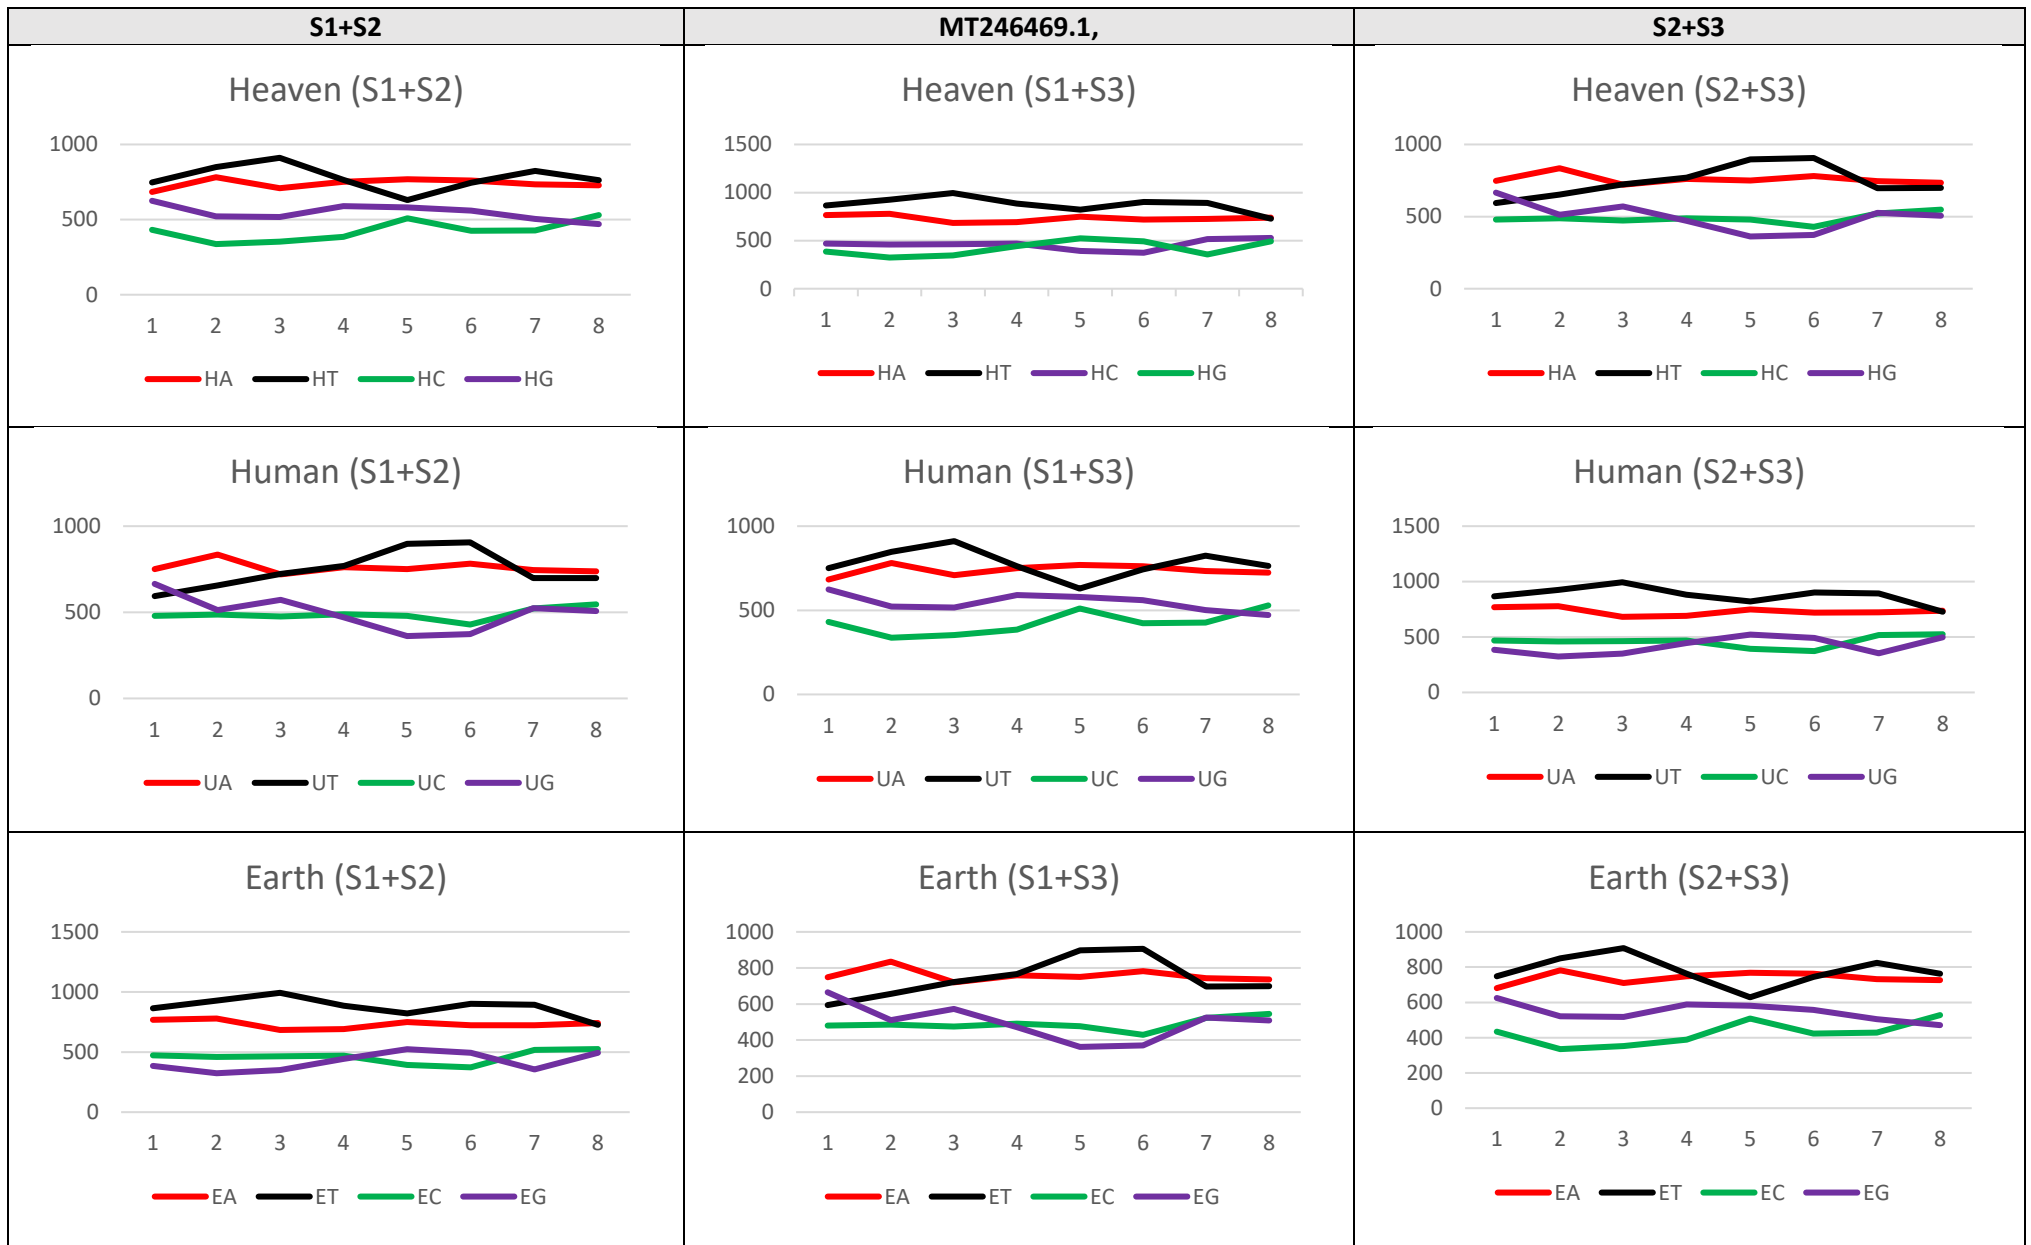 S1+S2 MT246469.1, S2+S3
Heaven (S1+S2)
1000
500
0
1 2 3 4 5 6 7 8
HA HT HC HG
Heaven (S1+S3)
1500
1000
500
0
1 2 3 4 5 6 7 8
HA HT HC HG
Heaven (S2+S3)
1000
500
0
1 2 3 4 5 6 7 8
HA HT HC HG
Human (S1+S2)
1000
500
0
1 2 3 4 5 6 7 8
UA UT UC UG
Human (S1+S3)
1000
500
0
1 2 3 4 5 6 7 8
UA UT UC UG
Human (S2+S3)
1500
1000
500
0
1 2 3 4 5 6 7 8
UA UT UC UG
Earth (S1+S2)
1500
1000
500
0
1 2 3 4 5 6 7 8
EA ET EC EG
Earth (S1+S3)
1000
800
600
400
200
0
1 2 3 4 5 6 7 8
EA ET EC EG
Earth (S2+S3)
1000
800
600
400
200
0
1 2 3 4 5 6 7 8
EA ET EC EG